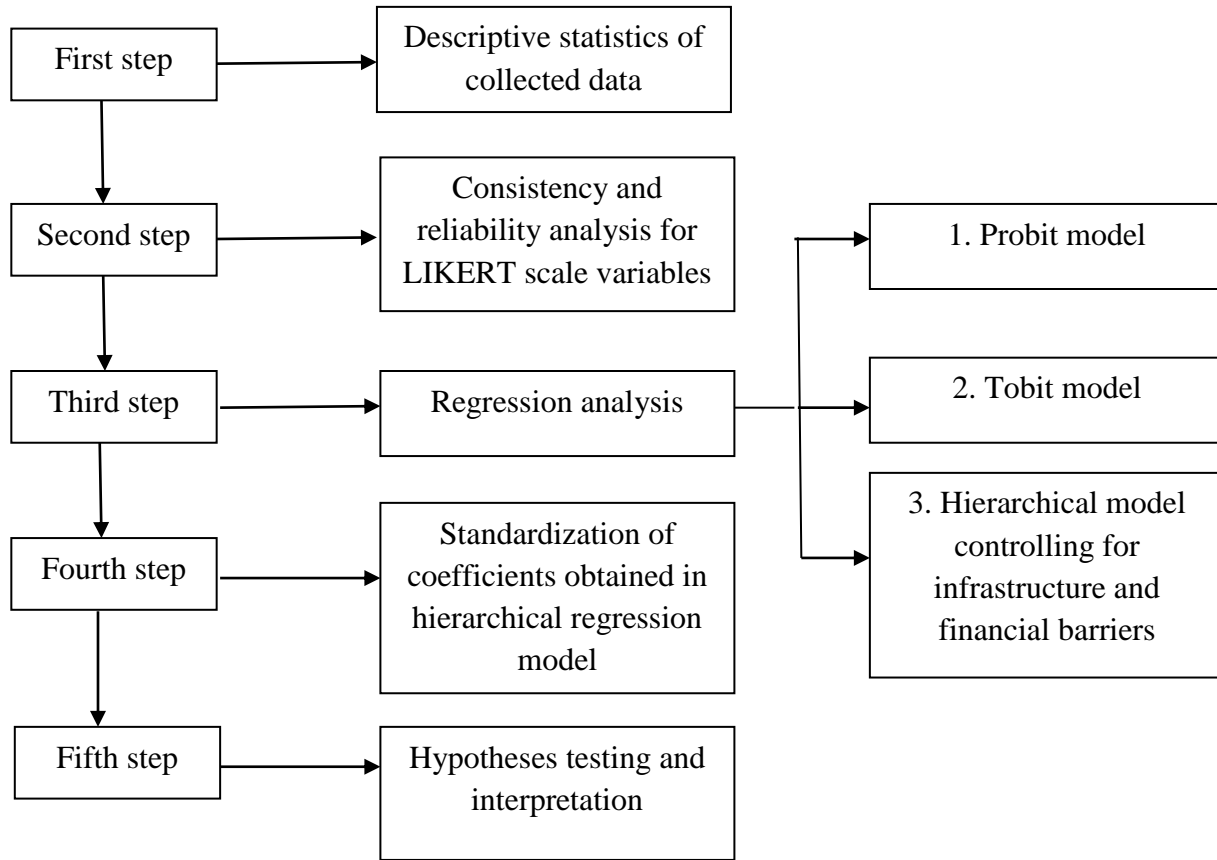 First step
Descriptive statistics of
collected data
Second step
Consistency and
reliability analysis for
LIKERT scale variables
Third step
Regression analysis
1. Probit model
2. Tobit model
3. Hierarchical model
controlling for
infrastructure and
financial barriers
Fourth step
Standardization of
coefficients obtained in
hierarchical regression
model
Fifth step
Hypotheses testing and
interpretation